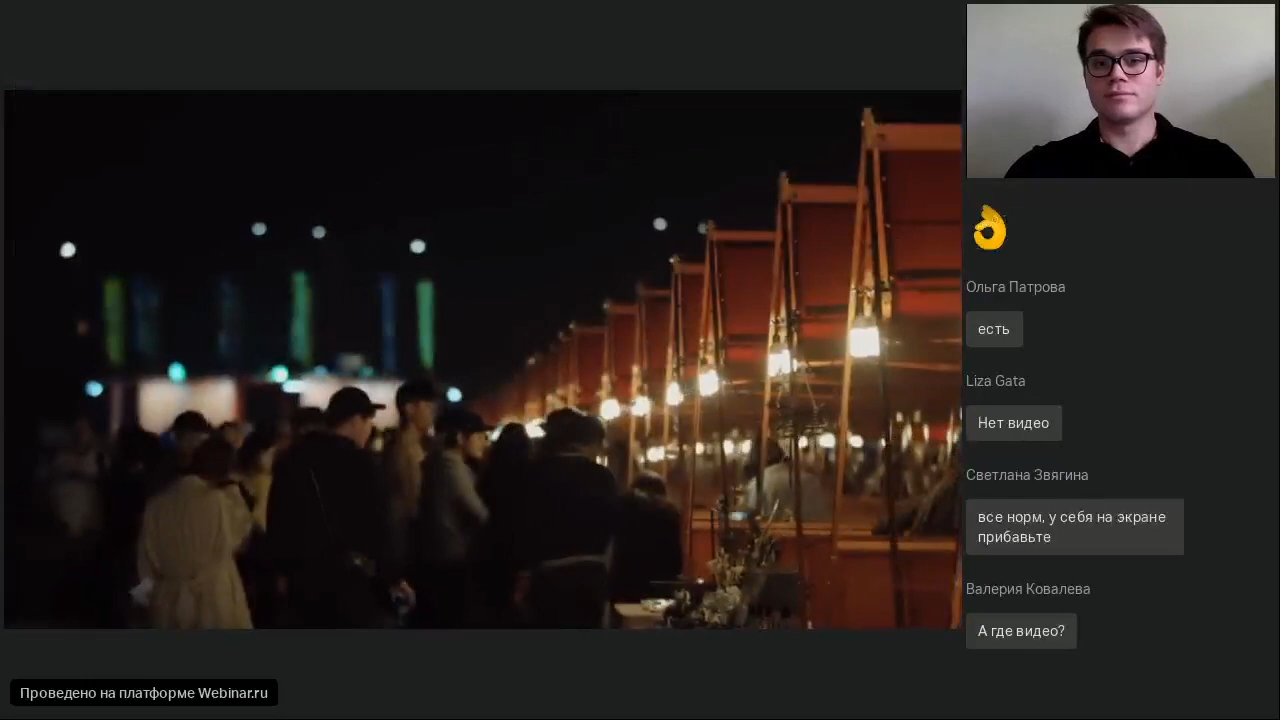 Ольга Патрова
есть
Liza Gata
Нет видео
Светлана Звягина
все норм, у себя на экране
прибавьте
Валерия Ковалева
А где видео?
Проведено на платформе Webinar.ru